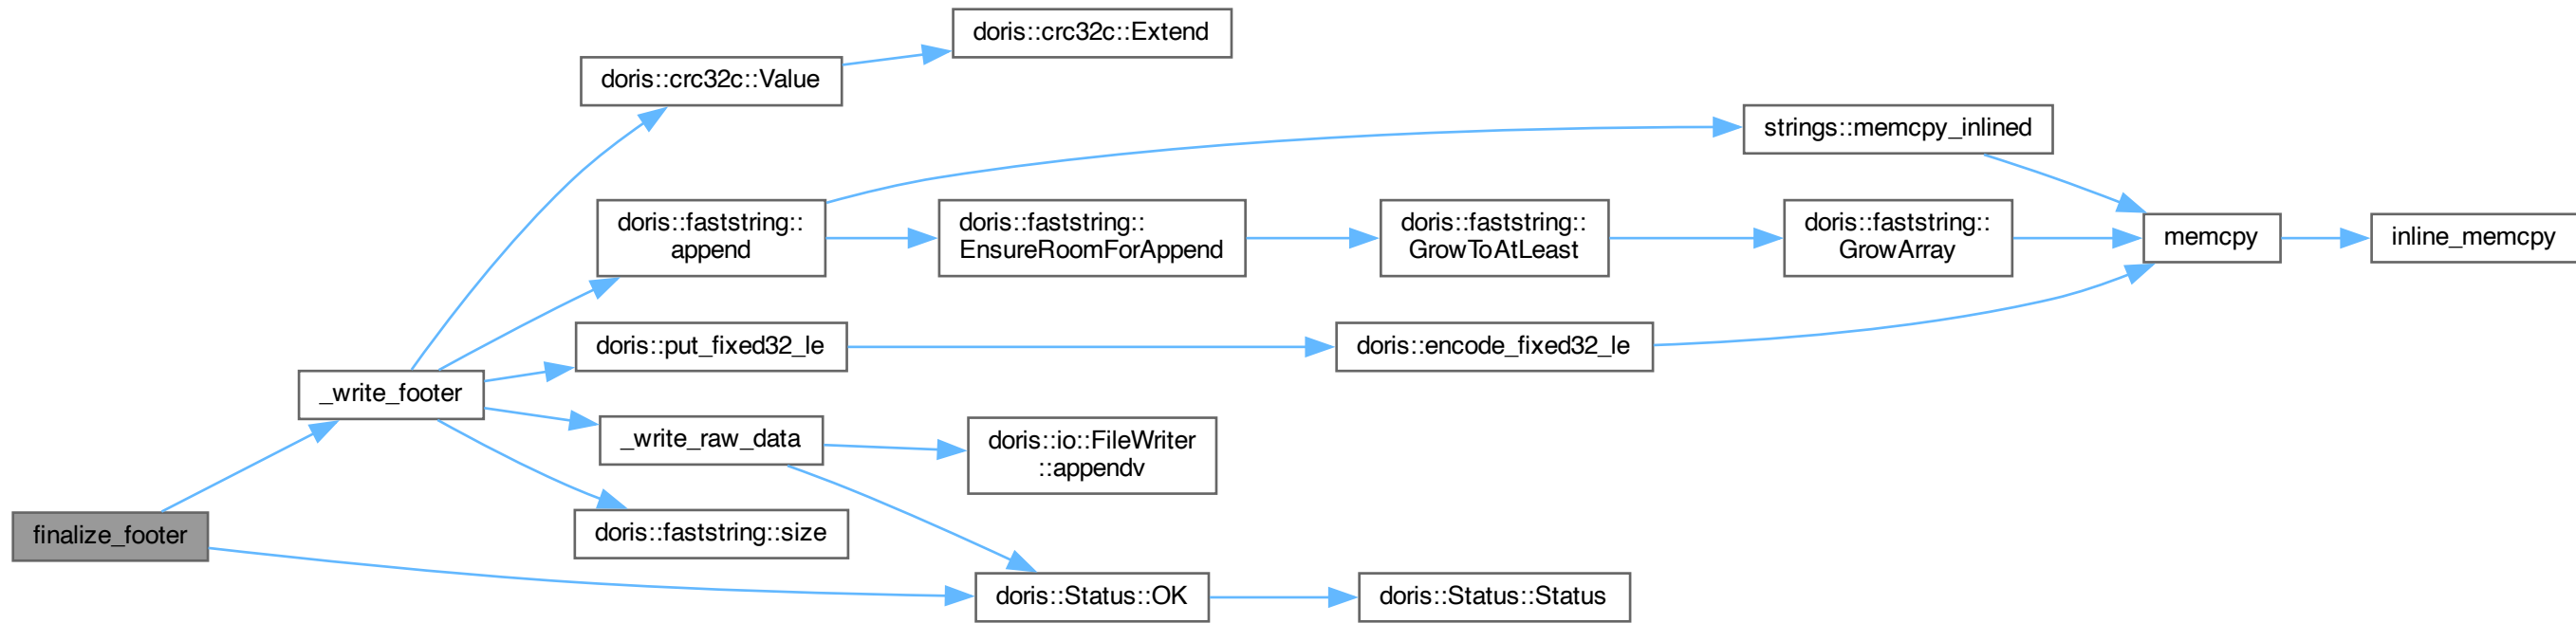 doris::crc32c::Extend
doris::crc32c::Value
strings::memcpy_inlined
doris::faststring::
append
doris::faststring::
EnsureRoomForAppend
doris::faststring::
GrowToAtLeast
doris::faststring::
GrowArray
memcpy
inline_memcpy
doris::put_fixed32_le
doris::encode_fixed32_le
_write_footer
_write_raw_data
doris::io::FileWriter
::appendv
finalize_footer
doris::faststring::size
doris::Status::OK
doris::Status::Status